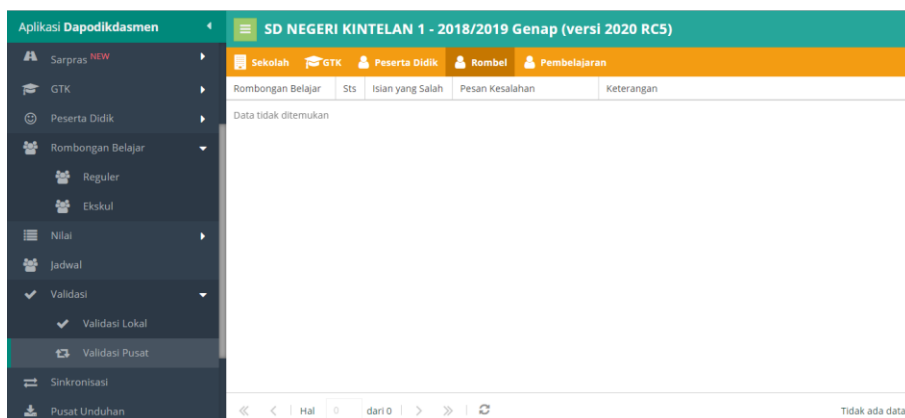 Aplikasi Dapodikdasmen
SD NEGERI KINTELAN 1 - 2018/2019 Genap (versi 2020 RC5)
Sarpras NEW
GTK
Peserta Didik
Rombongan Belajar
Reguler
Ekskul
Nilai
Jadwal
Validasi
Validasi Lokal
Validasi Pusat
Sinkronisasi
Pusat Unduhan
Sekolah GTK Peserta Didik Rombel Pembelajaran
Rombongan Belajar Sts Isian yang Salah Pesan Kesalahan Keterangan
Data tidak ditemukan
Hal 0 dari 0 Tidak ada data